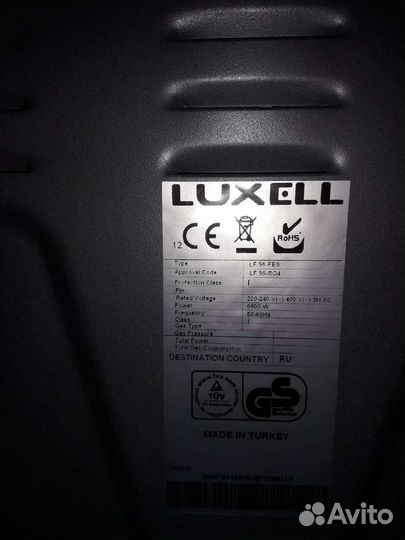 LUXELL
12 CE RoHS
Type LF 56-FES
Approval Code LF 56-SO4
Protection Class I
Pin
Rated Voltage 220-240 V(~) 400 V(~) 3N AC
Power 6600 W
Frequency 50-60Hz
Class I
Gas Type
Gas Pressure
Total Power
Total Gas Consumption
DESTINATION COUNTRY RU
TÜV
GS
MADE IN TURKEY
Avito